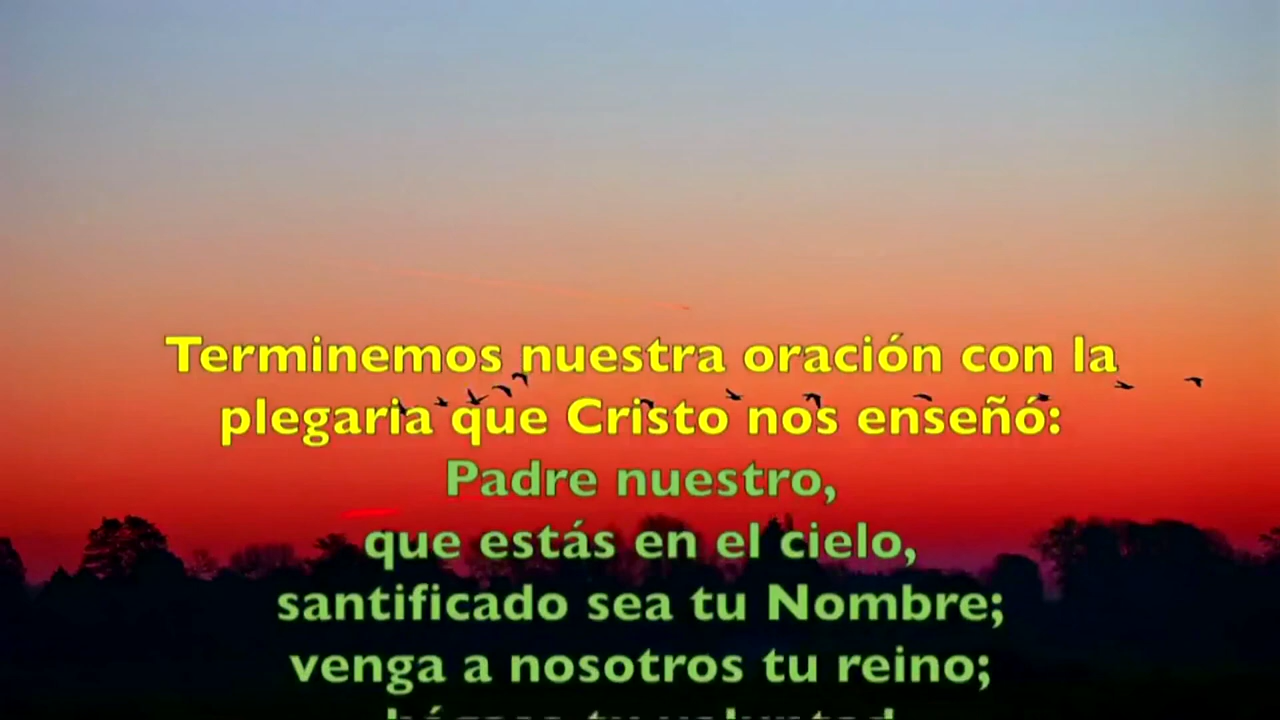 Terminemos nuestra oración con la
plegaria que Cristo nos enseñó:
Padre nuestro,
que estás en el cielo,
santificado sea tu Nombre;
venga a nosotros tu reino;